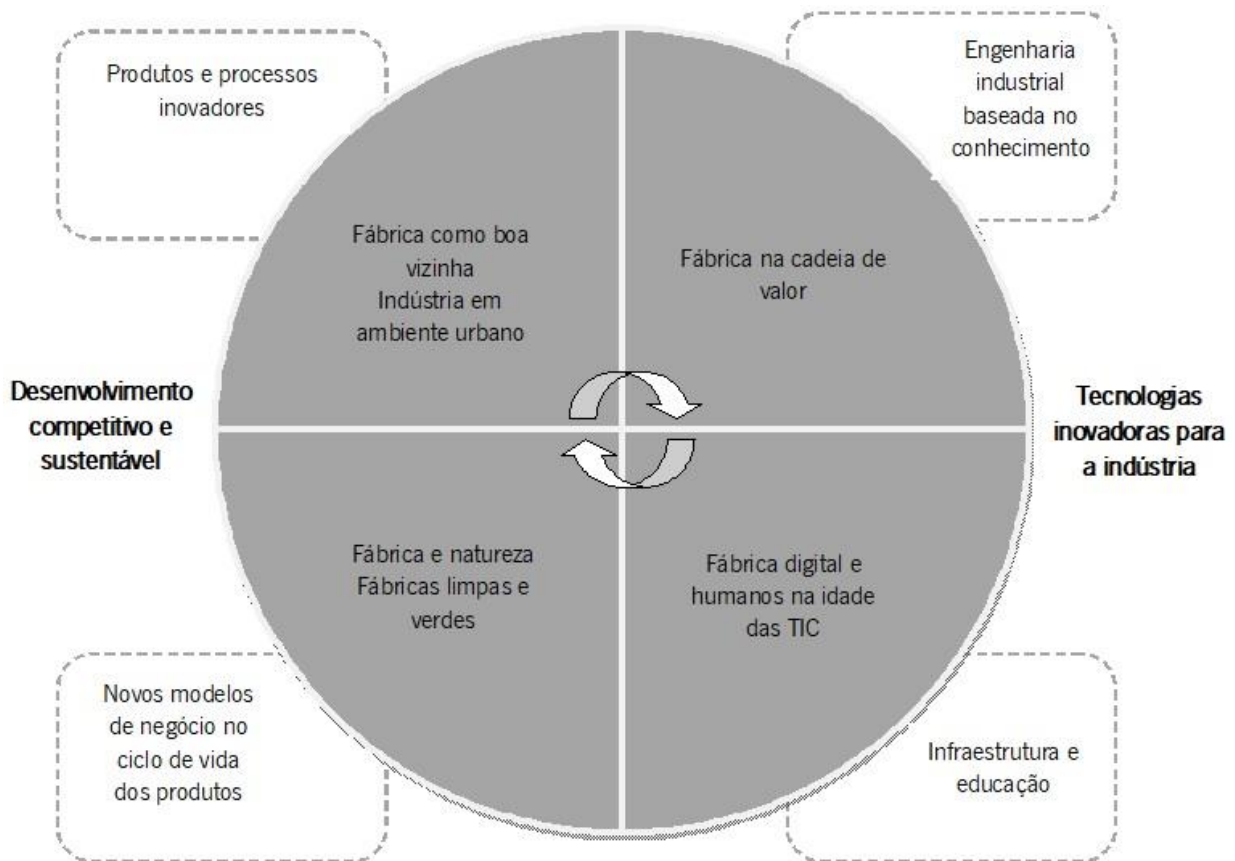 Produtos e processos
inovadores
Engenharia
industrial
baseada no
conhecimento
Fábrica como boa
vizinha
Indústria em
ambiente urbano
Fábrica na cadeia de
valor
Desenvolvimento
competitivo e
sustentável
Tecnologias
inovadoras para
a indústria
Fábrica e natureza
Fábricas limpas e
verdes
Fábrica digital e
humanos na idade
das TIC
Novos modelos
de negócio no
ciclo de vida
dos produtos
Infraestrutura e
educação